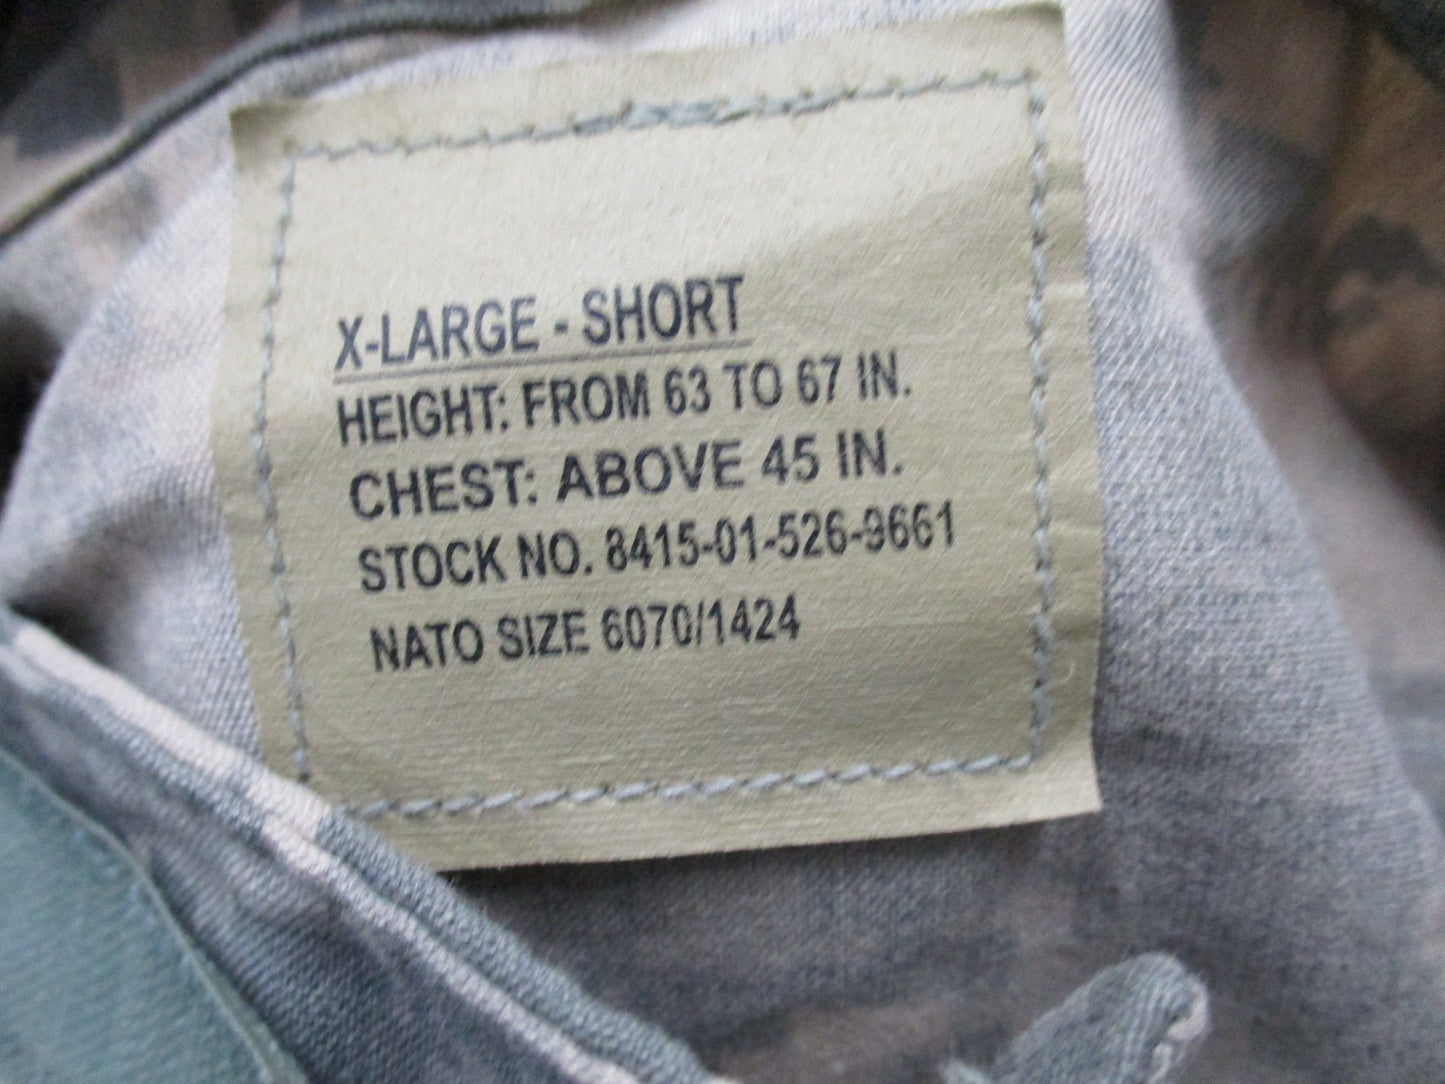 X-LARGE - SHORT
HEIGHT: FROM 63 TO 67 IN.
CHEST: ABOVE 45 IN.
STOCK NO. 8415-01-526-9661
NATO SIZE 6070/1424